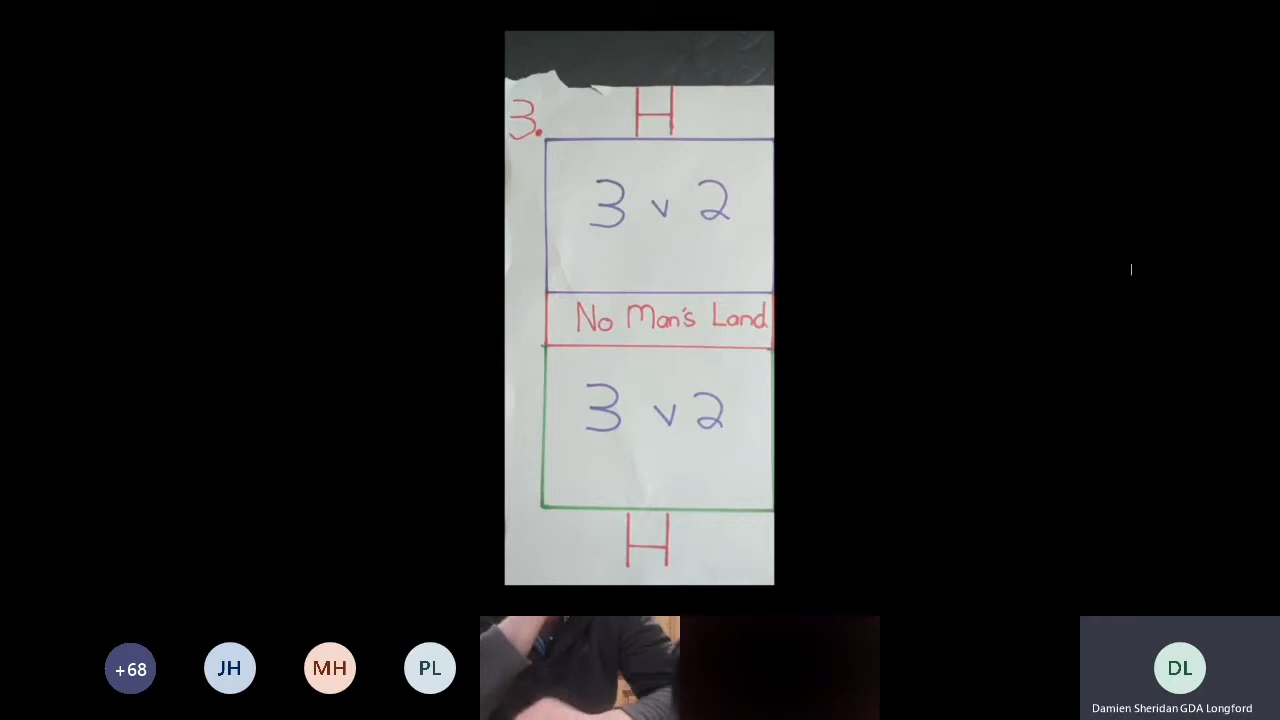 3.
H
3 v 2
No Man's Land
3 v 2
H
+68
JH
MH
PL
DL
Damien Sheridan GDA Longford